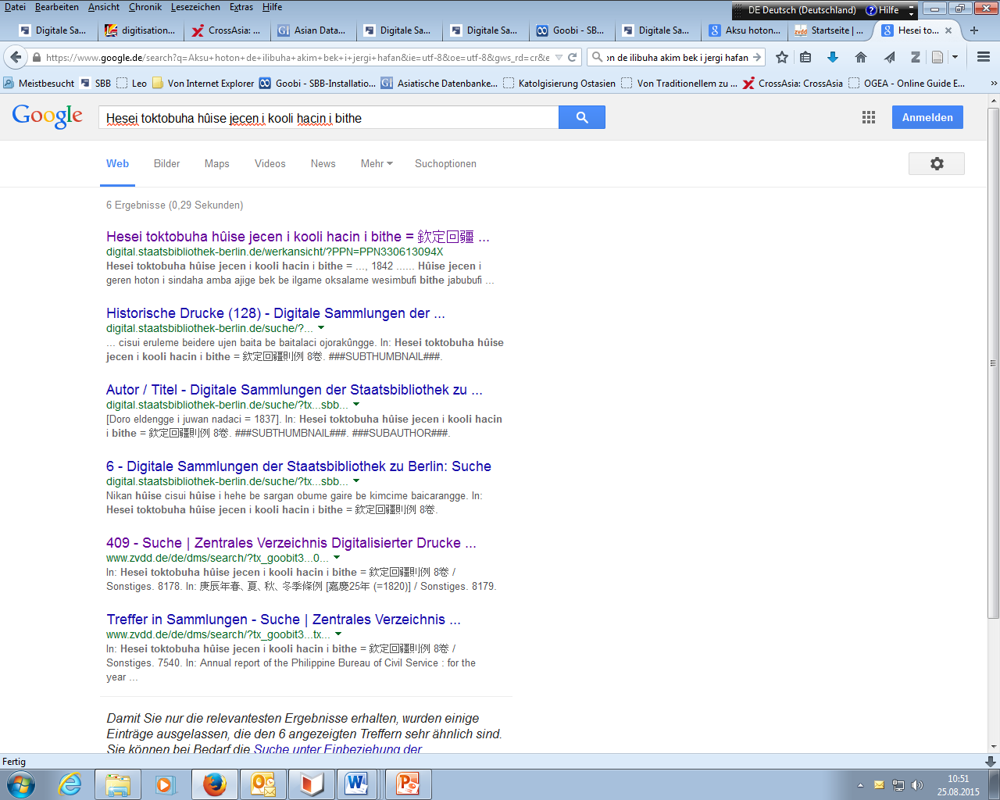 Datei Bearbeiten Ansicht Chronik Lesezeichen Extras Hilfe
DE Deutsch (Deutschland) Hilfe
Digitale Sa... digitisation... CrossAsia: ... Asian Data... Digitale Sa... Digitale Sa... Goobi - SB... Digitale Sa... Aksu hoton... Startseite | ... Hesei to...
https://www.google.de/search?q=Aksu+hoton+de+ilibuha+akim+bek+i+jergi+hafan&ie=utf-8&oe=utf-8&gws_rd=cr&e
on de ilibuha akim bek i jergi hafan
Meistbesucht SBB Leo Von Internet Explorer Goobi - SBB-Installatio... Asiatische Datenbanke... Katolgisierung Ostasien Von Traditionellem zu ... CrossAsia: CrossAsia OGEA - Online Guide E... »
Google Hesei toktobuha hûise jecen i kooli hacin i bithe Anmelden
Web Bilder Maps Videos News Mehr Suchoptionen
6 Ergebnisse (0,29 Sekunden)
Hesei toktobuha hûise jecen i kooli hacin i bithe = 欽定回疆 ...
digital.staatsbibliothek-berlin.de/werkansicht/?PPN=PPN330613094X
Hesei toktobuha hûise jecen i kooli hacin i bithe = ..., 1842 ...... Hûise jecen i
geren hoton i sindaha amba ajige bek be ilgame oksalame wesimbufi bithe jabubufi ...
Historische Drucke (128) - Digitale Sammlungen der ...
digital.staatsbibliothek-berlin.de/suche/?...
... cisui eruleme beidere ujen baita be baitalaci ojorakûngge. In: Hesei toktobuha hûise
jecen i kooli hacin i bithe = 欽定回疆則例 8卷. ###SUBTHUMBNAIL###.
Autor / Titel - Digitale Sammlungen der Staatsbibliothek zu ...
digital.staatsbibliothek-berlin.de/suche/?tx...sbb...
[Doro eldengge i juwan nadaci = 1837]. In: Hesei toktobuha hûise jecen i kooli hacin
i bithe = 欽定回疆則例 8卷. ###SUBTHUMBNAIL###. ###SUBAUTHOR###.
6 - Digitale Sammlungen der Staatsbibliothek zu Berlin: Suche
digital.staatsbibliothek-berlin.de/suche/?tx...sbb...
Nikan hûise cisui hûise i hehe be sargan obume gaire be kimcime baicarangge. In:
Hesei toktobuha hûise jecen i kooli hacin i bithe = 欽定回疆則例 8卷.
409 - Suche | Zentrales Verzeichnis Digitalisierter Drucke ...
www.zvdd.de/de/dms/search/?tx_goobit3...0...
In: Hesei toktobuha hûise jecen i kooli hacin i bithe = 欽定回疆則例 8卷 /
Sonstiges. 8178. In: 庚辰年春、夏、秋、冬季條例 [嘉慶25年 (=1820)] / Sonstiges. 8179.
Treffer in Sammlungen - Suche | Zentrales Verzeichnis ...
www.zvdd.de/de/dms/search/?tx_goobit3...tx...
In: Hesei toktobuha hûise jecen i kooli hacin i bithe = 欽定回疆則例 8卷 /
Sonstiges. 7540. In: Annual report of the Philippine Bureau of Civil Service : for the
year ...
Damit Sie nur die relevantesten Ergebnisse erhalten, wurden einige
Einträge ausgelassen, die den 6 angezeigten Treffern sehr ähnlich sind.
Sie können bei Bedarf die Suche unter Einbeziehung der
Fertig
10:51
25.08.2015